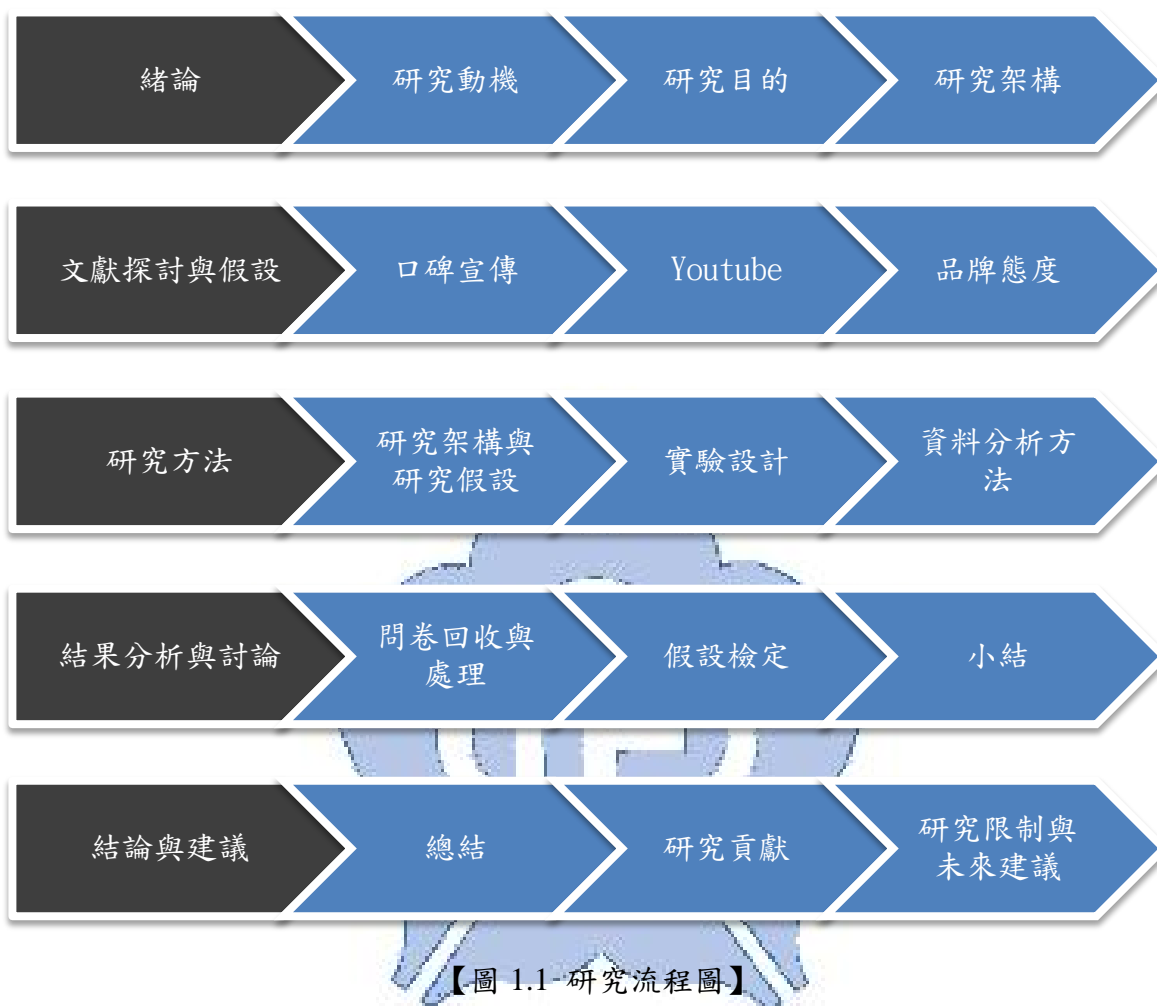 緒論
研究動機
研究目的
研究架構
文獻探討與假設
口碑宣傳
Youtube
品牌態度
研究方法
研究架構與
研究假設
實驗設計
資料分析方
法
結果分析與討論
問卷回收與
處理
假設檢定
小結
結論與建議
總結
研究貢獻
研究限制與
未來建議
【圖 1.1 研究流程圖】